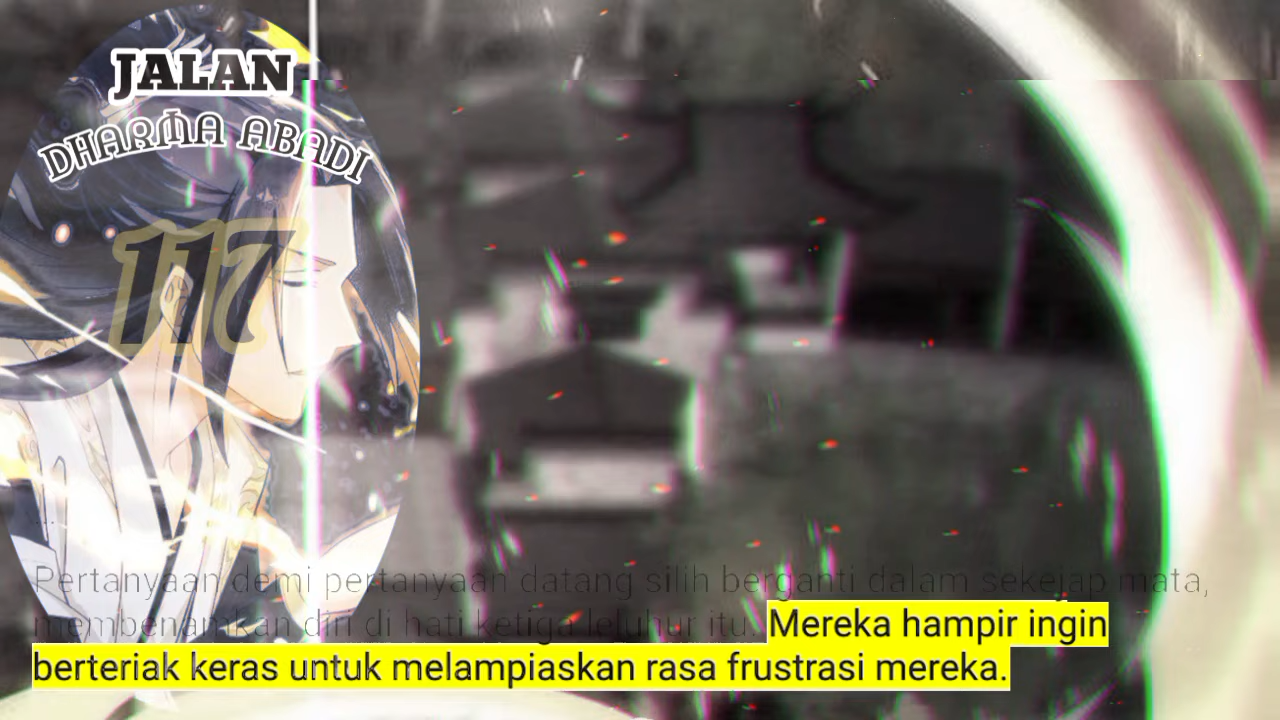 JALAN
DHARMA ABADI
117
...
Pertanyaan demi pertanyaan datang silih berganti dalam sekejap mata,
membenamkan diri di hati ketiga leluhur itu. Mereka hampir ingin
berteriak keras untuk melampiaskan rasa frustrasi mereka.